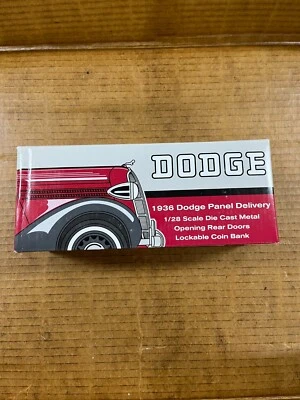 DODGE
1936 Dodge Panel Delivery
1/28 Scale Die Cast Metal
Opening Rear Doors
Lockable Coin Bank